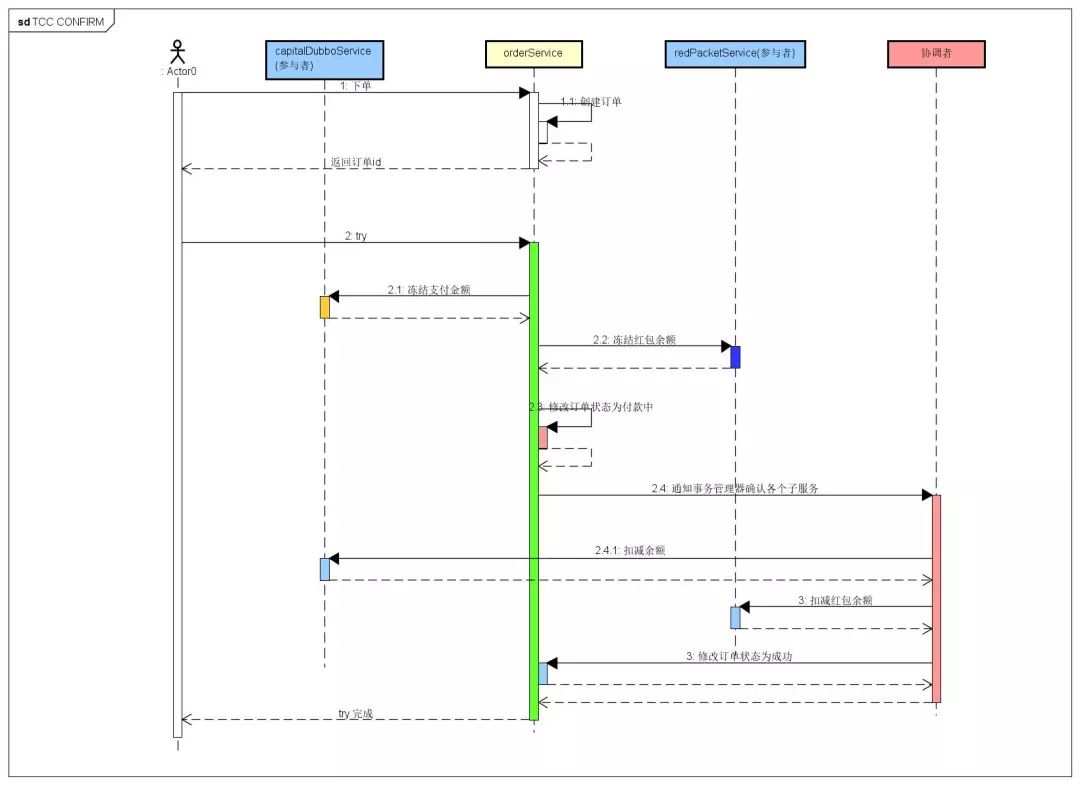 sd TCC CONFIRM
: Actor0
capitalDubboService
(参与者)
orderService
redPacketService(参与者)
协调者
1: 下单
1.1: 创建订单
返回订单id
2: try
2.1: 冻结支付金额
2.2: 冻结红包余额
2.3: 修改订单状态为付款中
2.4: 通知事务管理器确认各个子服务
2.4.1: 扣减余额
3: 扣减红包余额
3: 修改订单状态为成功
try 完成